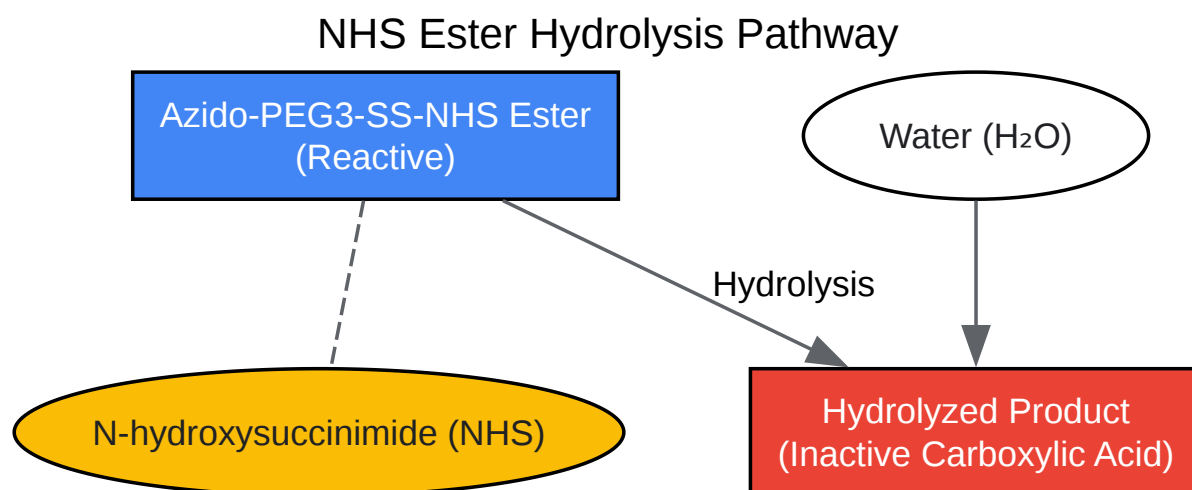 NHS Ester Hydrolysis Pathway
Azido-PEG3-SS-NHS Ester
(Reactive)
Water (H₂O)
Hydrolysis
N-hydroxysuccinimide (NHS)
Hydrolyzed Product
(Inactive Carboxylic Acid)